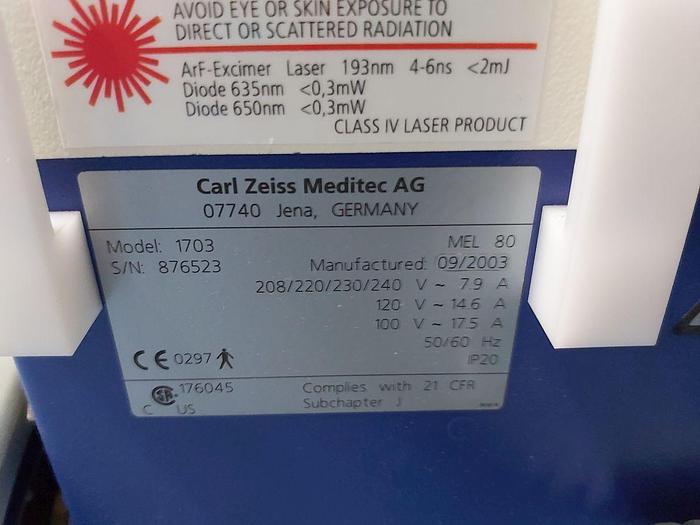 AVOID EYE OR SKIN EXPOSURE TO
DIRECT OR SCATTERED RADIATION
ArF-Excimer Laser 193nm 4-6ns <2mJ
Diode 635nm <0,3mW
Diode 650nm <0,3mW
CLASS IV LASER PRODUCT
Carl Zeiss Meditec AG
07740 Jena, GERMANY
Model: 1703 MEL 80
S/N: 876523 Manufactured: 09/2003
208/220/230/240 V ~ 7.9 A
120 V ~ 14.6 A
100 V ~ 17.5 A
50/60 Hz
CE 0297 IP20
176045 Complies with 21 CFR
C US Subchapter J